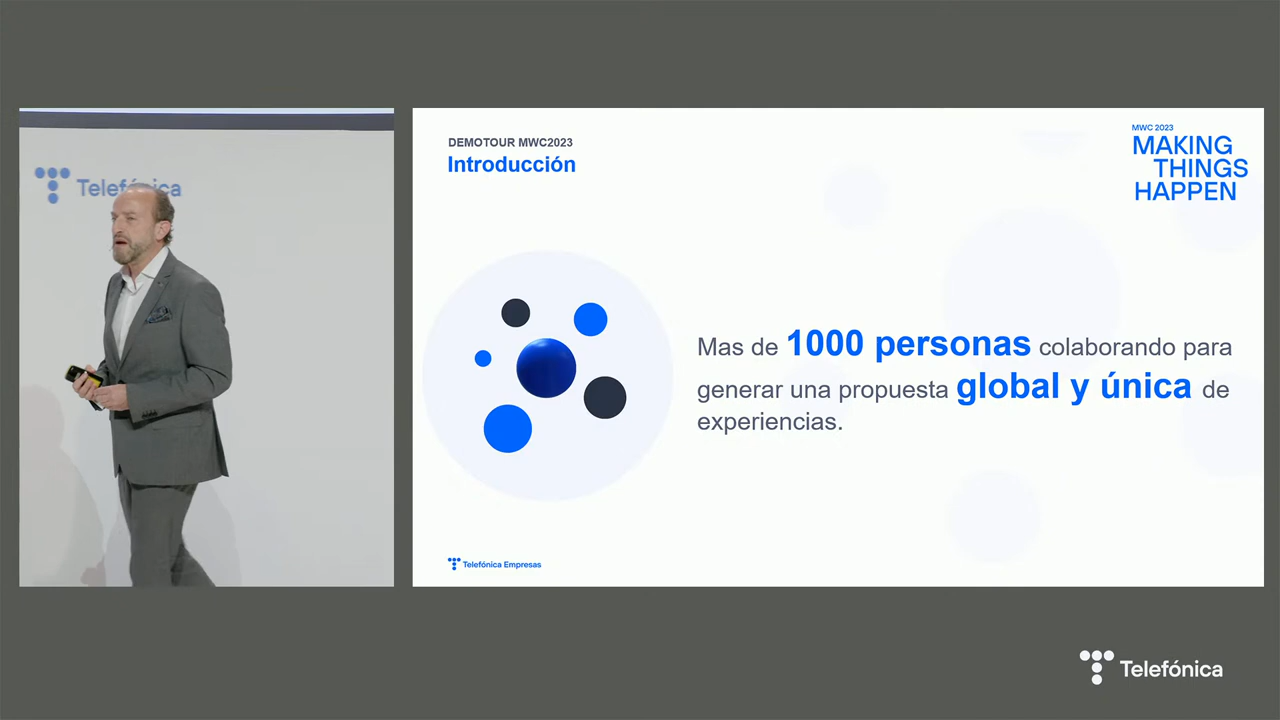 Telefónica
DEMOTOUR MWC2023
Introducción
MWC 2023
MAKING
THINGS
HAPPEN
Mas de 1000 personas colaborando para
generar una propuesta global y única de
experiencias.
Telefónica Empresas
Telefónica